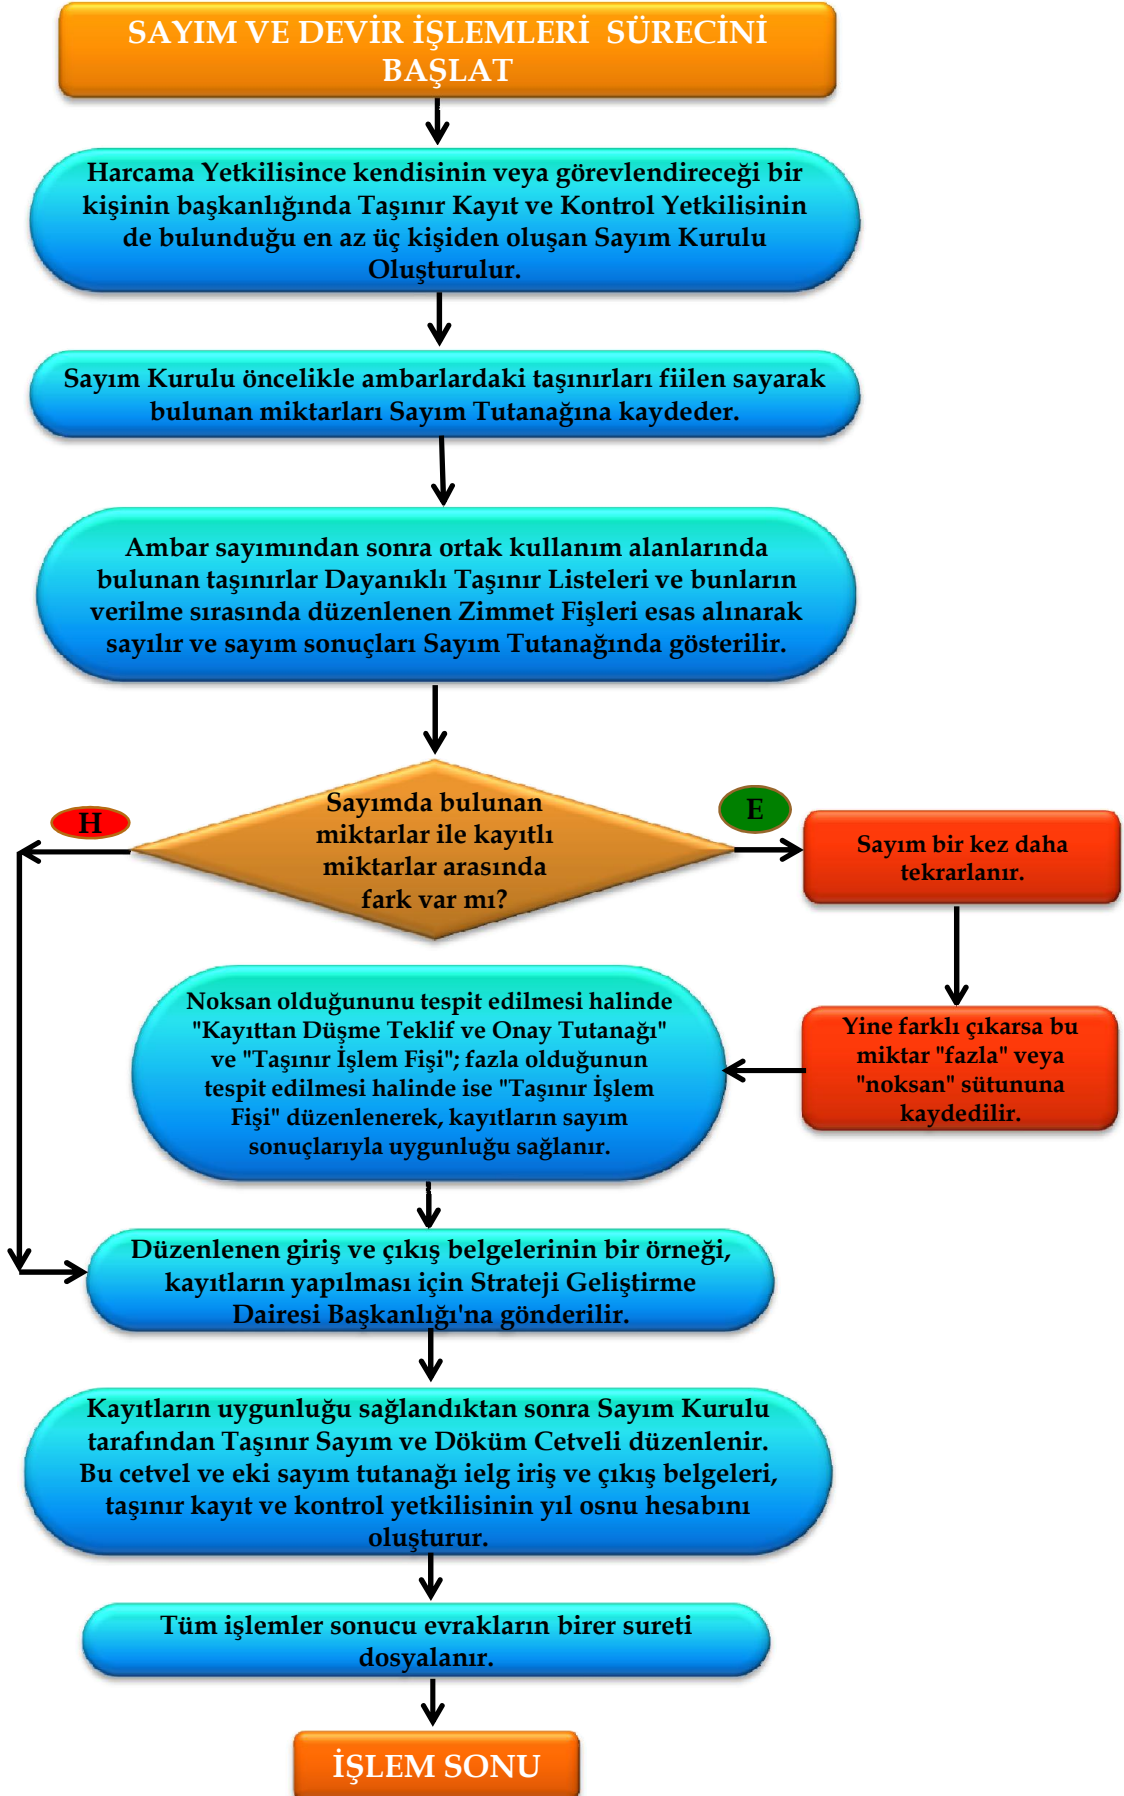 SAYIM VE DEVİR İŞLEMLERİ SÜRECİNİ
BAŞLAT
Harcama Yetkilisince kendisinin veya görevlendireceği bir
kişinin başkanlığında Taşınır Kayıt ve Kontrol Yetkilisinin
de bulunduğu en az üç kişiden oluşan Sayım Kurulu
Oluşturulur.
Sayım Kurulu öncelikle ambarlardaki taşınırları fiilen sayarak
bulunan miktarları Sayım Tutanağına kaydeder.
Ambar sayımından sonra ortak kullanım alanlarında
bulunan taşınırlar Dayanıklı Taşınır Listeleri ve bunların
verilme sırasında düzenlenen Zimmet Fişleri esas alınarak
sayılır ve sayım sonuçları Sayım Tutanağında gösterilir.
Sayımda bulunan
miktarlar ile kayıtlı
miktarlar arasında
fark var mı?
H
E
Sayım bir kez daha
tekrarlanır.
Yine farklı çıkarsa bu
miktar "fazla" veya
"noksan" sütununa
kaydedilir.
Noksan olduğununu tespit edilmesi halinde
"Kayıttan Düşme Teklif ve Onay Tutanağı"
ve "Taşınır İşlem Fişi"; fazla olduğunun
tespit edilmesi halinde ise "Taşınır İşlem
Fişi" düzenlenerek, kayıtların sayım
sonuçlarıyla uygunluğu sağlanır.
Düzenlenen giriş ve çıkış belgelerinin bir örneği,
kayıtların yapılması için Strateji Geliştirme
Dairesi Başkanlığı'na gönderilir.
Kayıtların uygunluğu sağlandıktan sonra Sayım Kurulu
tarafından Taşınır Sayım ve Döküm Cetveli düzenlenir.
Bu cetvel ve eki sayım tutanağı ielg iriş ve çıkış belgeleri,
taşınır kayıt ve kontrol yetkilisinin yıl osnu hesabını
oluşturur.
Tüm işlemler sonucu evrakların birer sureti
dosyalanır.
İŞLEM SONU